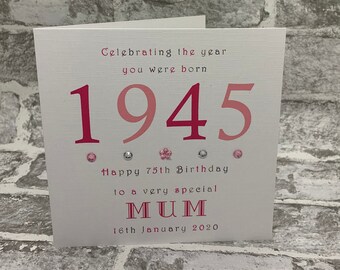 Celebrating the year
you were born
1945
Happy 75th Birthday
to a very special
MUM
16th January 2020